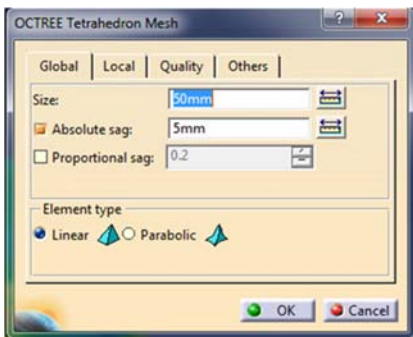 OCTREE Tetrahedron Mesh ? X
Global Local Quality Others
Size: 50mm
Absolute sag: 5mm
Proportional sag: 0.2
Element type
Linear Parabolic
OK Cancel